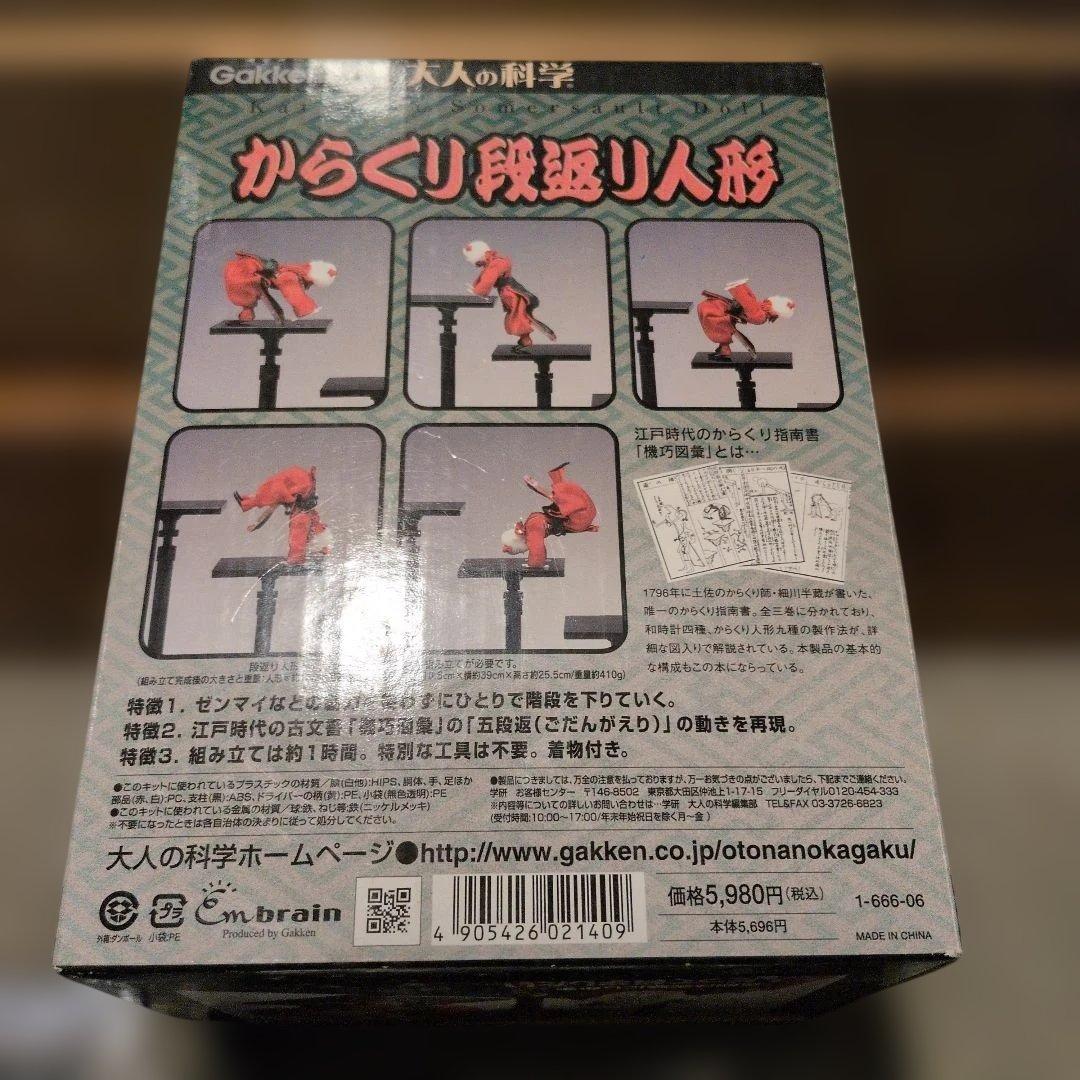 Gakken 大人の科学
Somersault Doll
からくり段返り人形
江戸時代のからくり指南書
「機巧図彙」とは…
1796年に土佐のからくり師・細川半蔵が書いた、
唯一のからくり指南書。全三巻に分かれており、
和時計四種、からくり人形九種の製作法が、詳
細な図入りで解説されている。本製品の基本的
な構成もこの本にならっている。
段返り人形 組み立てが必要です。
(組み立て完成後の大きさと重量:人形 ×横約39cm×高さ約25.5cm/重量約410g)
特徴1. ゼンマイなどの 使わずにひとりで階段を下りていく。
特徴2. 江戸時代の古文書「機巧図彙」の「五段返(ごだんがえり)」の動きを再現。
特徴3. 組み立ては約1時間。特別な工具は不要。着物付き。
●このキットに使われているプラスチックの材質/顔(白他):HIPS、胴体、手、足ほか
部品(赤、白):PC、支柱(黒):ABS、ドライバーの柄(黄):PE、小袋(無色透明):PE
●このキットに使われている金属の材質/球:鉄、ねじ等:鉄(ニッケルメッキ)
※不要になったときは各自治体の決まりに従って処分してください。
●製品につきましては、万全の注意を払っておりますが、万一お気づきの点がございましたら、下記までご連絡ください。
学研 お客様センター 〒146-8502 東京都大田区仲池上1-17-15 フリーダイヤル0120-454-333
※内容等についての詳しいお問い合わせは…学研 大人の科学編集部 TEL&FAX 03-3726-6823
(受付時間:10:00~17:00/年末年始祝日を除く月~金)
大人の科学ホームページ●http://www.gakken.co.jp/otonanokagaku/
外箱:ダンボール
プラ
小袋:PE
Embrain
Produced by Gakken
4 905426 021409
価格5,980円(税込)
本体5,696円
1-666-06
MADE IN CHINA